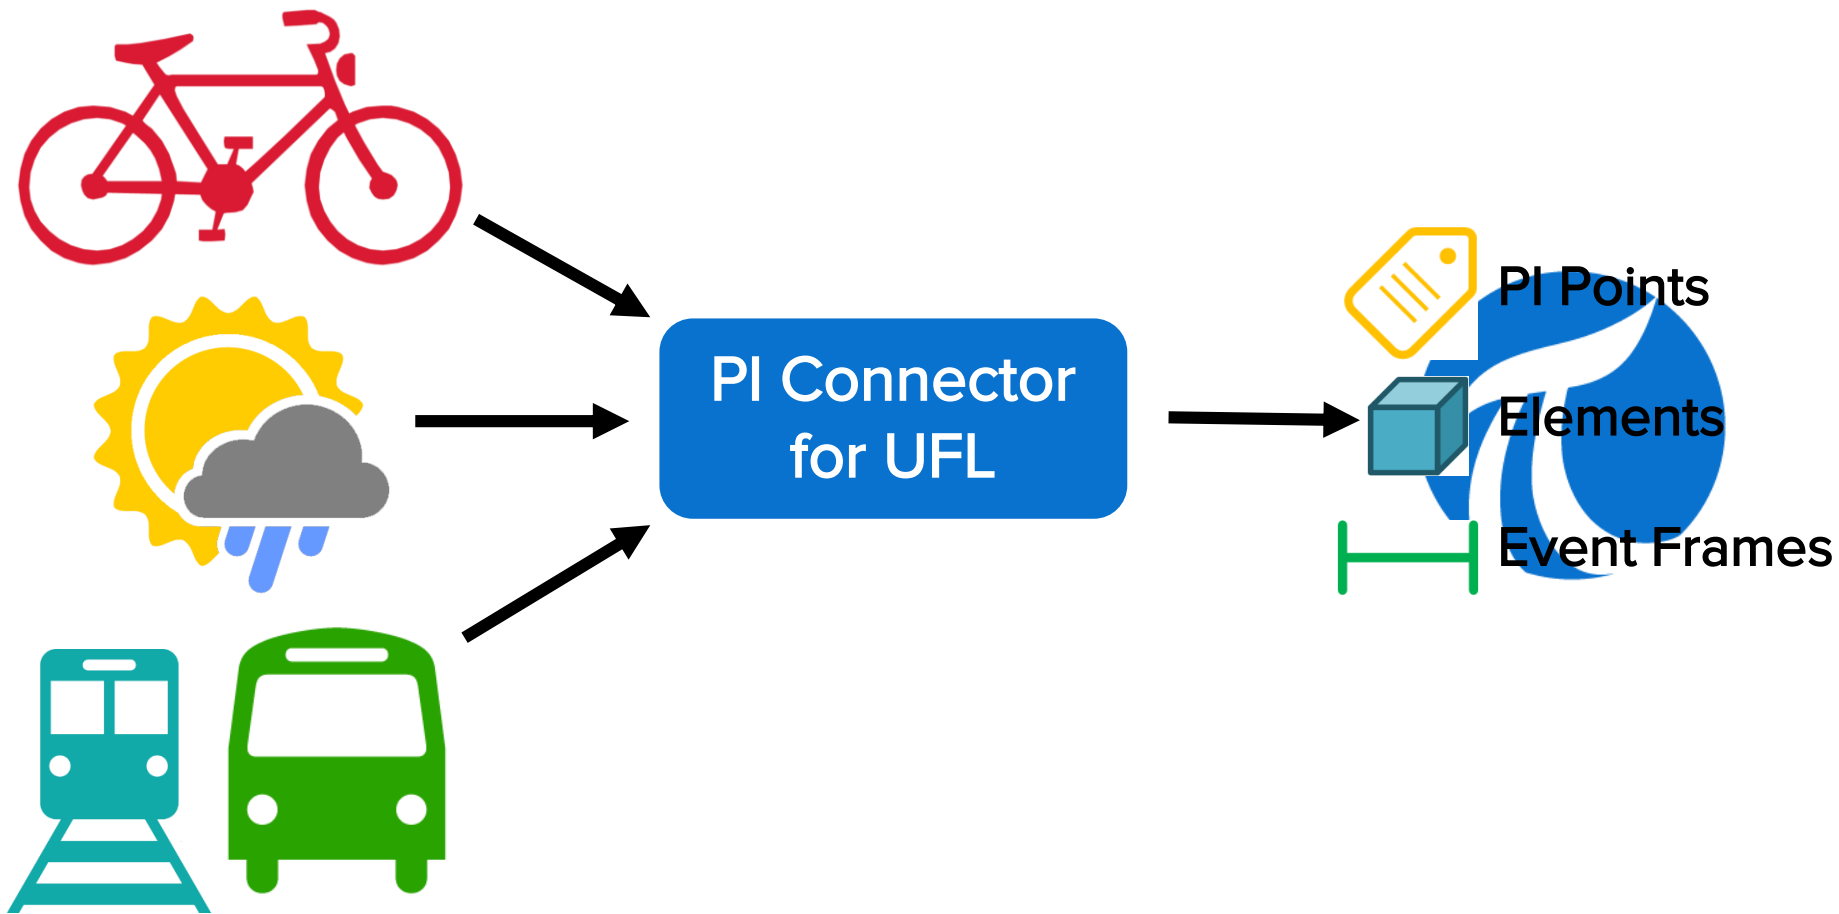 PI Connector
for UFL
PI Points
Elements
Event Frames